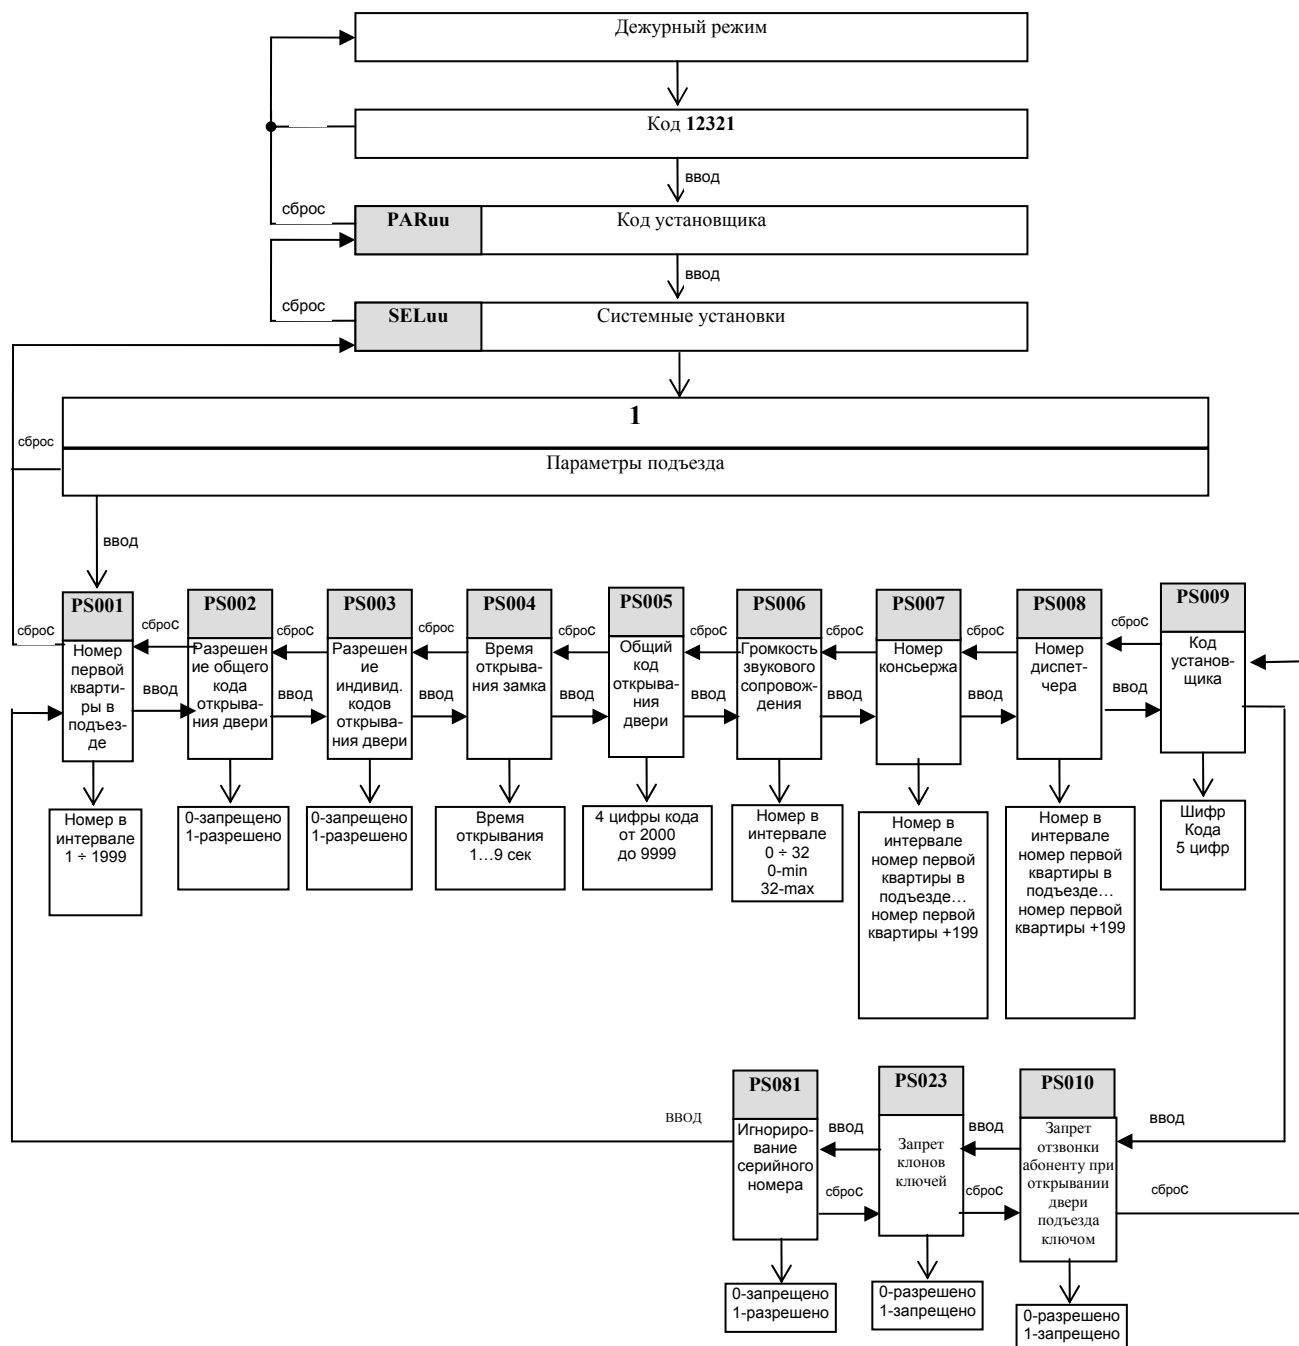 Дежурный режим
Код 12321
ввод
сброс
PARuu
Код установщика
ввод
сброс
SELuu
Системные установки
1
сброс
Параметры подъезда
ввод
PS001
PS002
PS003
PS004
PS005
PS006
PS007
PS008
PS009
сброс
сброс
сброс
сброс
сброс
сброс
сброс
сброс
сброс
Номер
первой
кварти-
ры в
подъез-
де
Разрешен
ие общего
кода
открыва-
ния двери
Разрешен
ие
индивид.
кодов
открыва-
ния двери
Время
открыва-
ния замка
Общий
код
открыва-
ния
двери
Громкость
звукового
сопровож-
дения
Номер
консьержа
Номер
диспет-
чера
Код
установ-
щика
ввод
ввод
ввод
ввод
ввод
ввод
ввод
ввод
Номер в
интервале
1 ÷ 1999
0-запрещено
1-разрешено
0-запрещено
1-разрешено
Время
открывания
1...9 сек
4 цифры кода
от 2000
до 9999
Номер в
интервале
0 ÷ 32
0-min
32-max
Номер в
интервале
номер первой
квартиры в
подъезде...
номер первой
квартиры +199
Номер в
интервале
номер первой
квартиры в
подъезде...
номер первой
квартиры +199
Шифр
Кода
5 цифр
PS081
PS023
PS010
ввод
ввод
ввод
ввод
Игнориро-
вание
серийного
номера
Запрет
клонов
ключей
Запрет
отзвонки
абоненту при
открывании
двери
подъезда
ключом
сброс
сброс
сброс
0-запрещено
1-разрешено
0-разрешено
1-запрещено
0-разрешено
1-запрещено